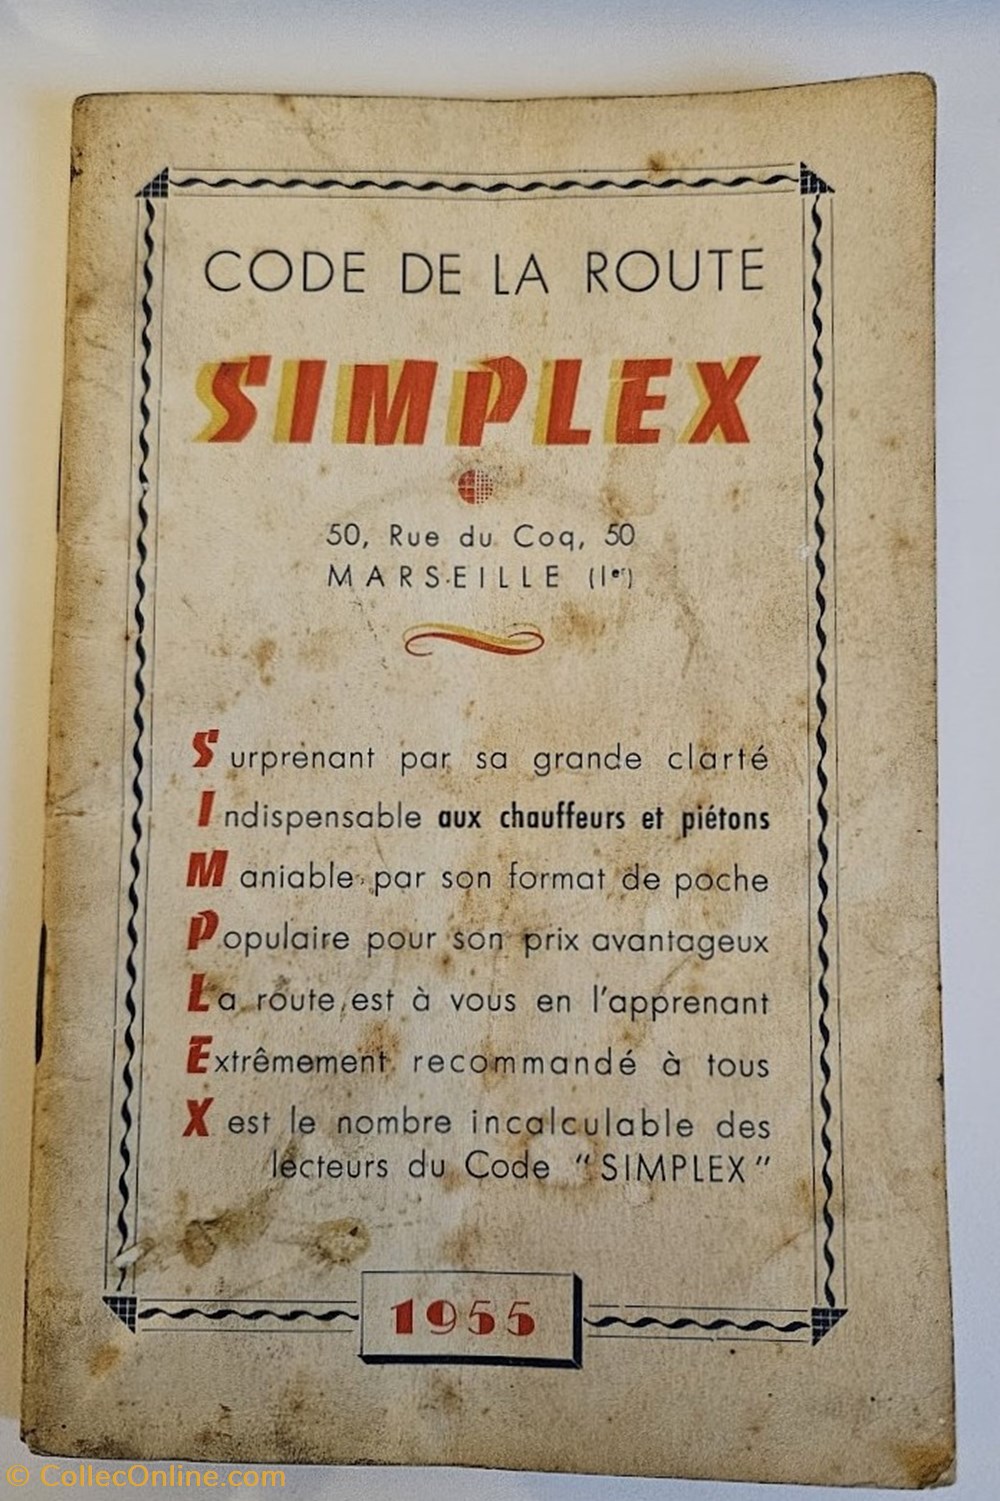 CODE DE LA ROUTE
SIMPLEX
50, Rue du Coq, 50
MARSEILLE (Ier)
Surprenant par sa grande clarté
Indispensable aux chauffeurs et piétons
Maniable par son format de poche
Populaire pour son prix avantageux
La route est à vous en l'apprenant
Extrêmement recommandé à tous
X est le nombre incalculable des
lecteurs du Code "SIMPLEX"
1955
© CollecOnline.com